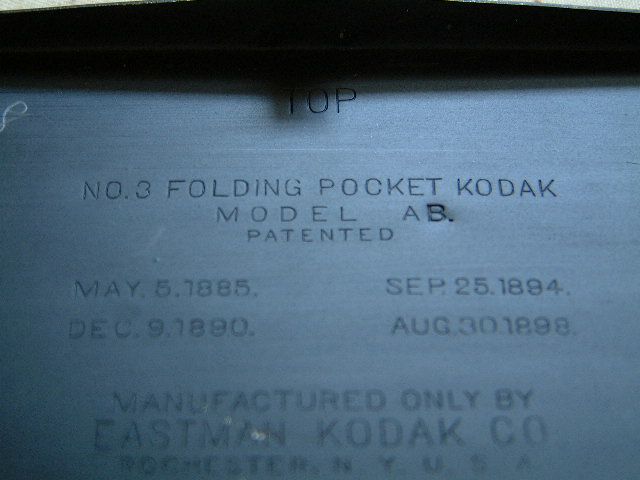 TOP
NO. 3 FOLDING POCKET KODAK
MODEL AB.
PATENTED
MAY. 5. 1885. SEP. 25. 1894.
DEC. 9. 1890. AUG. 30. 1898.
MANUFACTURED ONLY BY
EASTMAN KODAK CO
ROCHESTER, N. Y. U. S. A